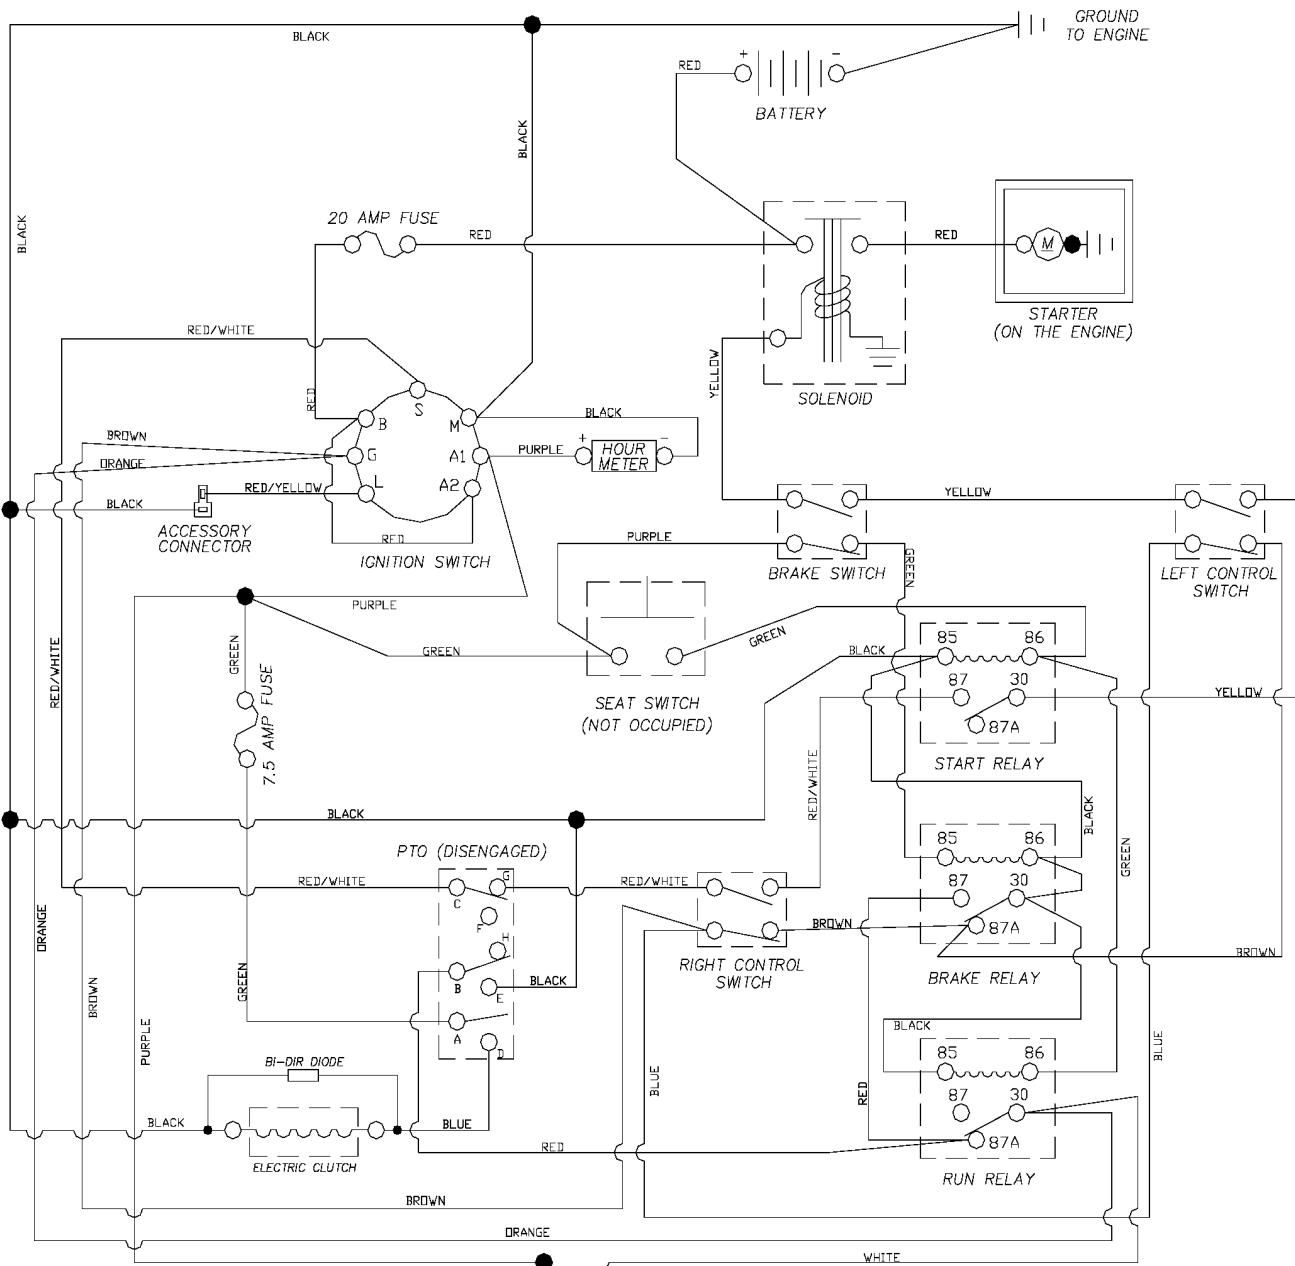 GROUND
TO ENGINE
BLACK
RED
+
-
BATTERY
BLACK
BLACK
20 AMP FUSE
RED
RED
M
STARTER
(ON THE ENGINE)
RED/WHITE
YELLOW
SOLENOID
RED
S
B
M
BLACK
BROWN
ORANGE
G
A1
PURPLE
+
HOUR
METER
-
L
A2
RED/YELLOW
BLACK
ACCESSORY
CONNECTOR
RED
IGNITION SWITCH
YELLOW
PURPLE
BRAKE SWITCH
GREEN
LEFT CONTROL
SWITCH
PURPLE
GREEN
GREEN
GREEN
BLACK
RED/WHITE
7.5 AMP FUSE
SEAT SWITCH
(NOT OCCUPIED)
85
86
87
30
87A
START RELAY
YELLOW
RED/WHITE
BLACK
BLACK
GREEN
PTO (DISENGAGED)
RED/WHITE
G
C
F
H
B
E
A
D
BLACK
RED/WHITE
RIGHT CONTROL
SWITCH
BROWN
85
86
87
30
87A
BRAKE RELAY
BROWN
ORANGE
BROWN
PURPLE
GREEN
BLACK
85
86
87
30
87A
RUN RELAY
RED
BLUE
BLUE
BI-DIR DIODE
BLACK
BLUE
ELECTRIC CLUTCH
RED
BROWN
ORANGE
WHITE